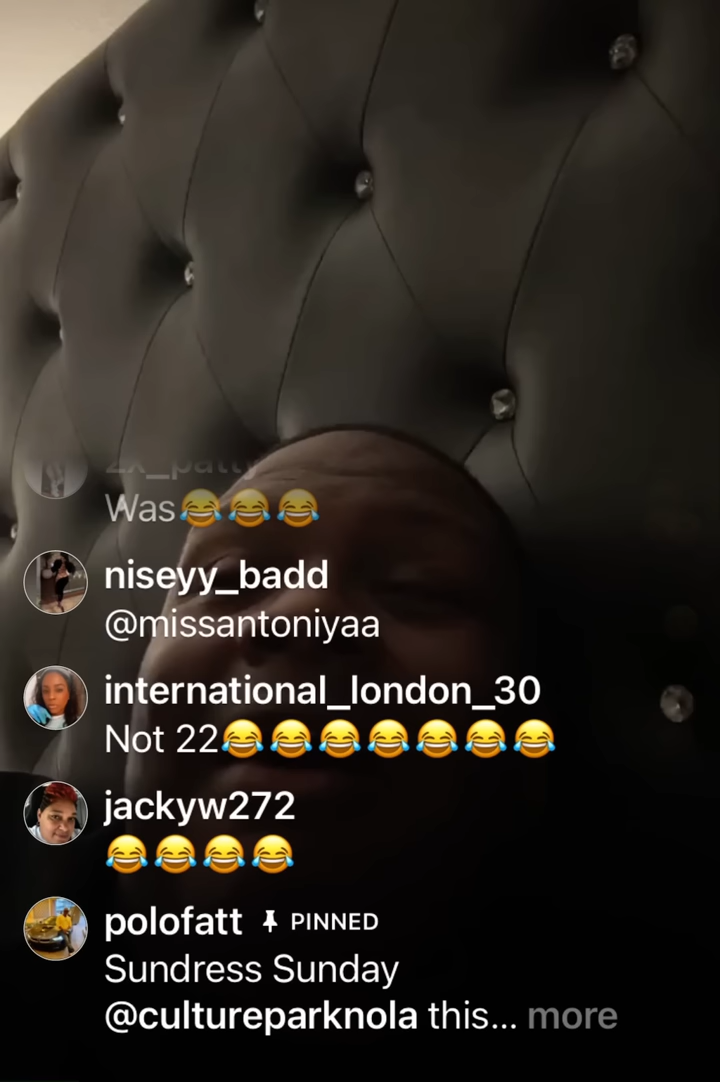 Was😂😂😂
niseyy_badd
@missantoniyaa
international_london_30
Not 22😂😂😂😂😂😂😂
jackyw272
😂😂😂😂
polofatt PINNED
Sundress Sunday
@cultureparknola this... more